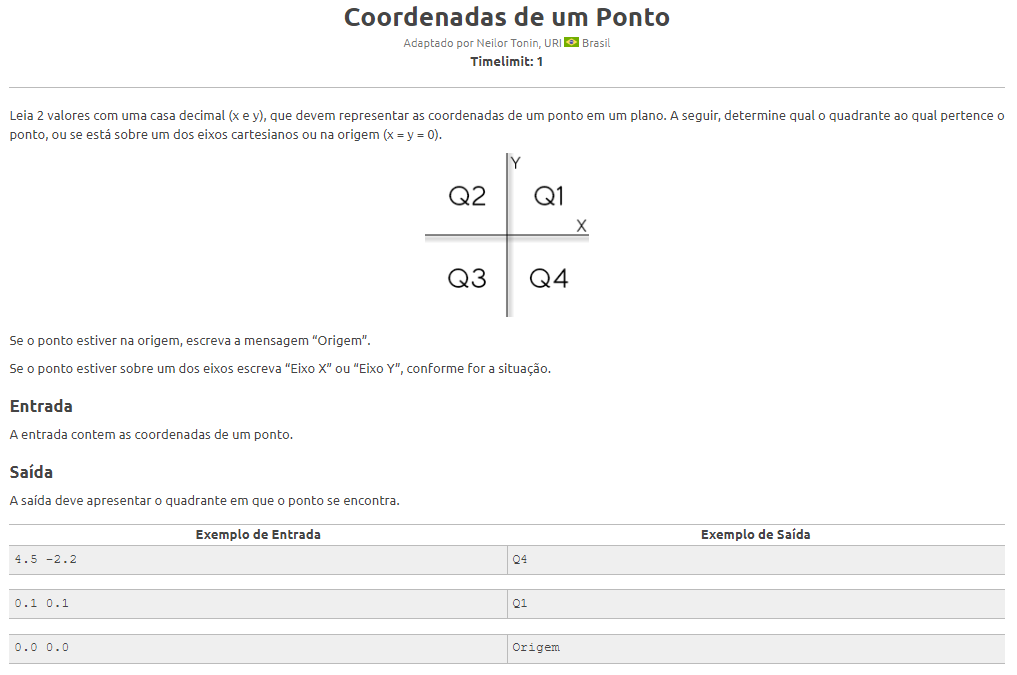 Coordenadas de um Ponto
Adaptado por Neilor Tonin, URI Brasil
Timelimit: 1
Leia 2 valores com uma casa decimal (x e y), que devem representar as coordenadas de um ponto em um plano. A seguir, determine qual o quadrante ao qual pertence o
ponto, ou se está sobre um dos eixos cartesianos ou na origem (x = y = 0).
Y
Q2 Q1
X
Q3 Q4
Se o ponto estiver na origem, escreva a mensagem “Origem”.
Se o ponto estiver sobre um dos eixos escreva “Eixo X” ou “Eixo Y”, conforme for a situação.
Entrada
A entrada contem as coordenadas de um ponto.
Saída
A saída deve apresentar o quadrante em que o ponto se encontra.
Exemplo de Entrada Exemplo de Saída
4.5 -2.2 Q4
0.1 0.1 Q1
0.0 0.0 Origem